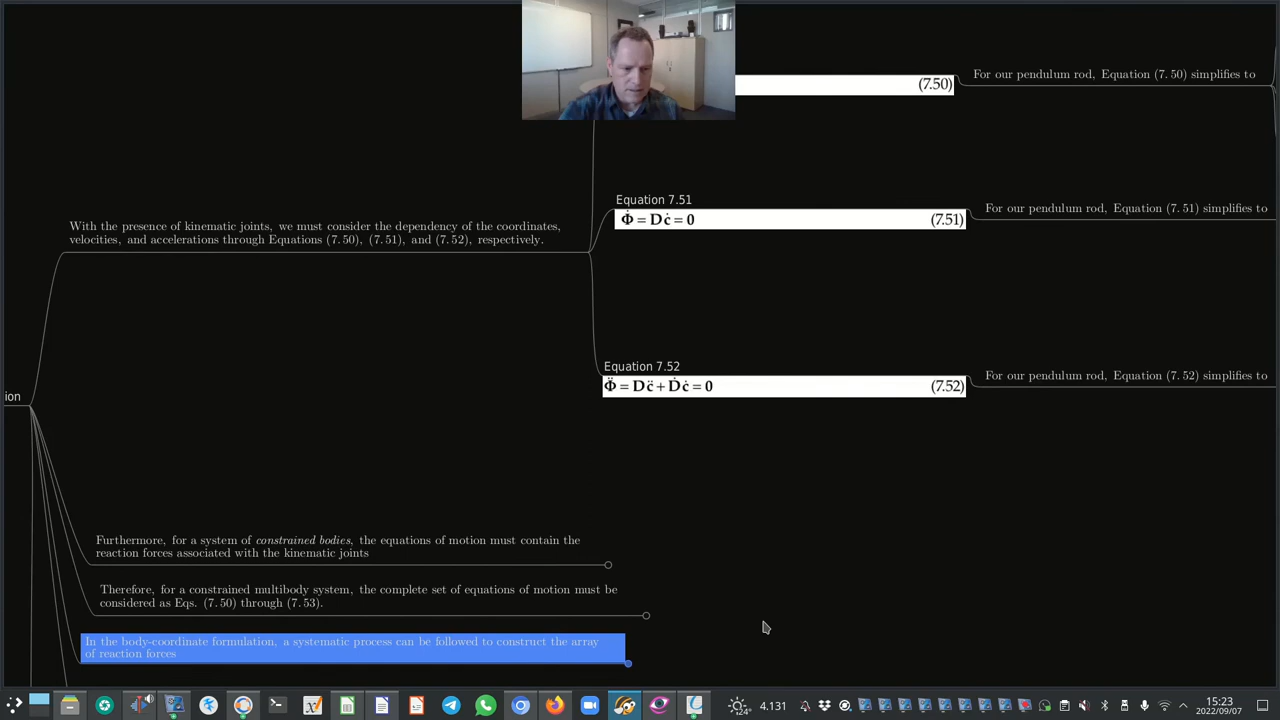 (7.50)
For our pendulum rod, Equation (7.50) simplifies to
Equation 7.51
Φ̇ = Dċ = 0
(7.51)
For our pendulum rod, Equation (7.51) simplifies to
With the presence of kinematic joints, we must consider the dependency of the coordinates,
velocities, and accelerations through Equations (7.50), (7.51), and (7.52), respectively.
Equation 7.52
Φ̈ = Dc̈ + Ḋċ = 0
(7.52)
For our pendulum rod, Equation (7.52) simplifies to
ion
Furthermore, for a system of constrained bodies, the equations of motion must contain the
reaction forces associated with the kinematic joints
Therefore, for a constrained multibody system, the complete set of equations of motion must be
considered as Eqs. (7.50) through (7.53).
In the body-coordinate formulation, a systematic process can be followed to construct the array
of reaction forces
+24°
4.131
15:23
2022/09/07